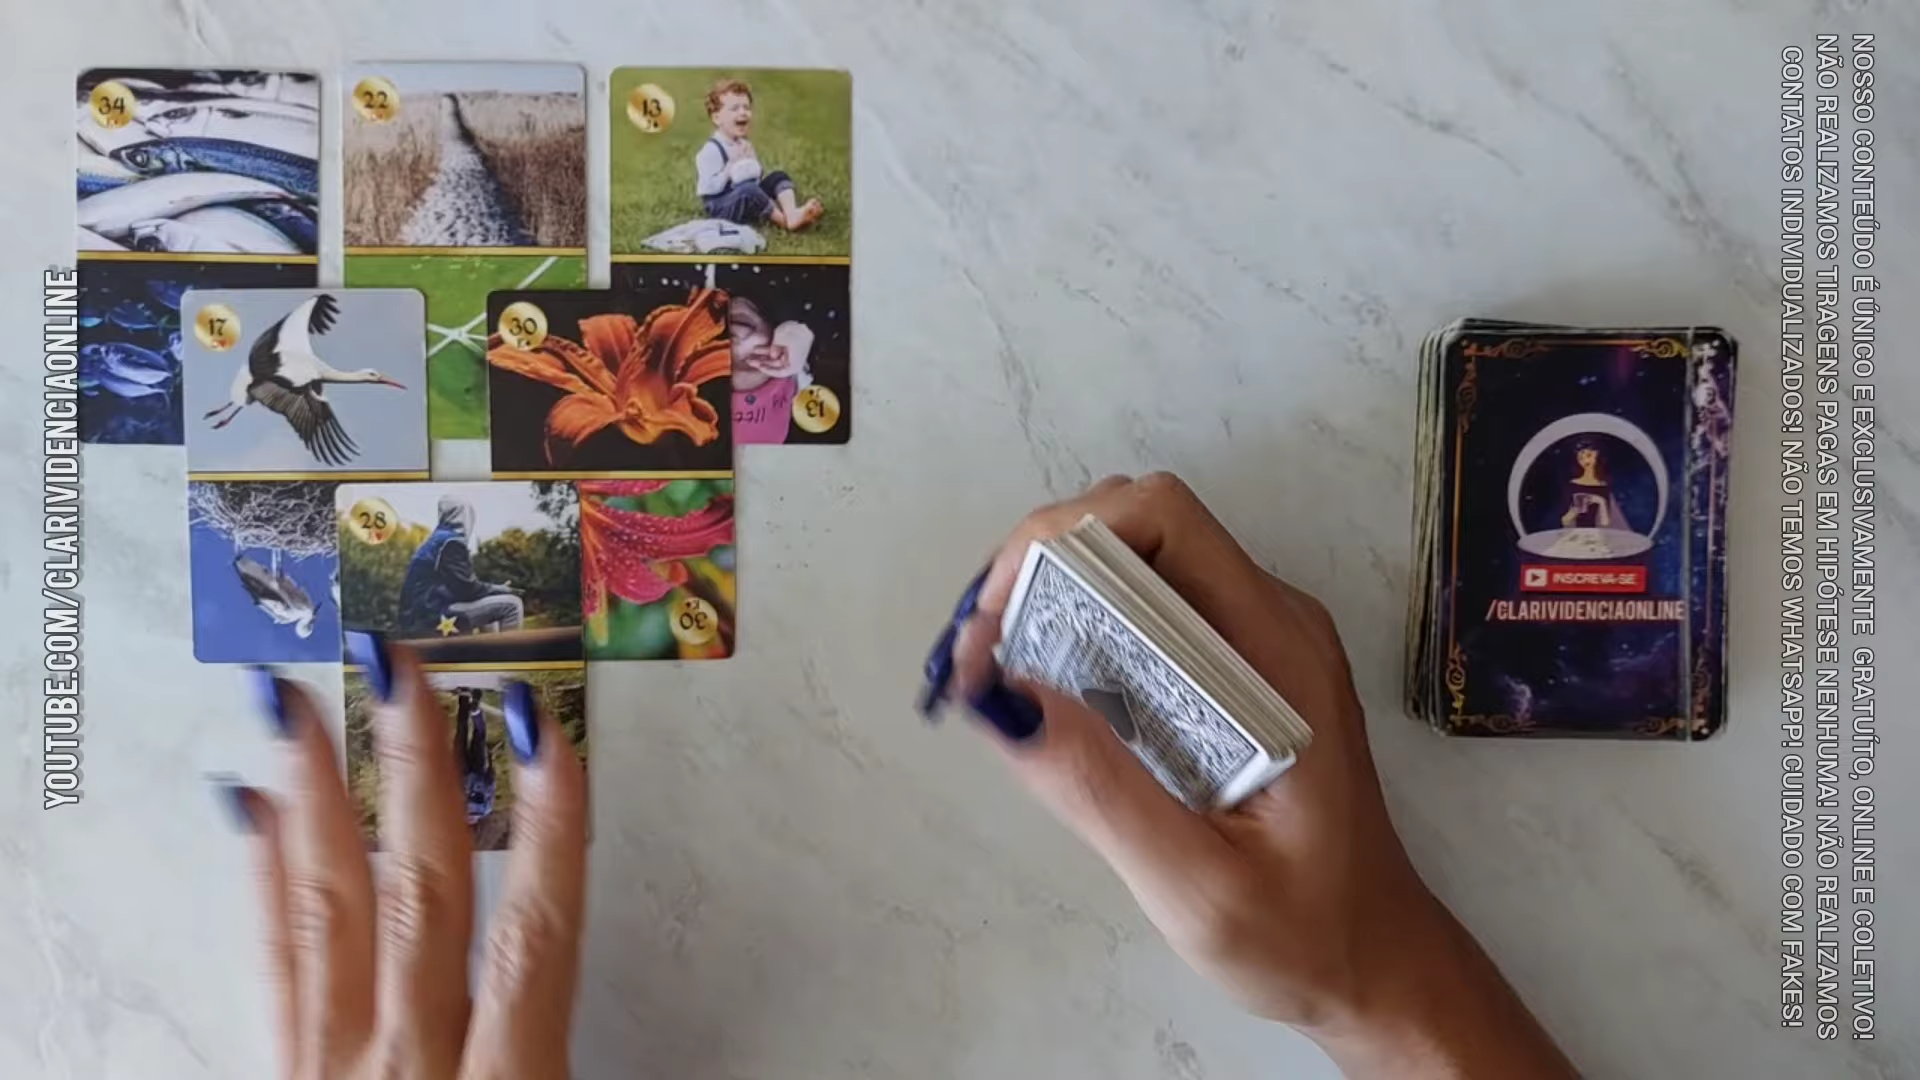 YOUTUBE.COM/CLARIVIDENCIAONLINE
34
22
13
17
30
13
28
30
INSCREVA-SE
/CLARIVIDENCIAONLINE
NOSSO CONTEÚDO É ÚNICO E EXCLUSIVAMENTE GRATUÍTO, ONLINE E COLETIVO!
NÃO REALIZAMOS TIRAGENS PAGAS EM HIPÓTESE NENHUMA! NÃO REALIZAMOS
CONTATOS INDIVIDUALIZADOS! NÃO TEMOS WHATSAPP! CUIDADO COM FAKES!